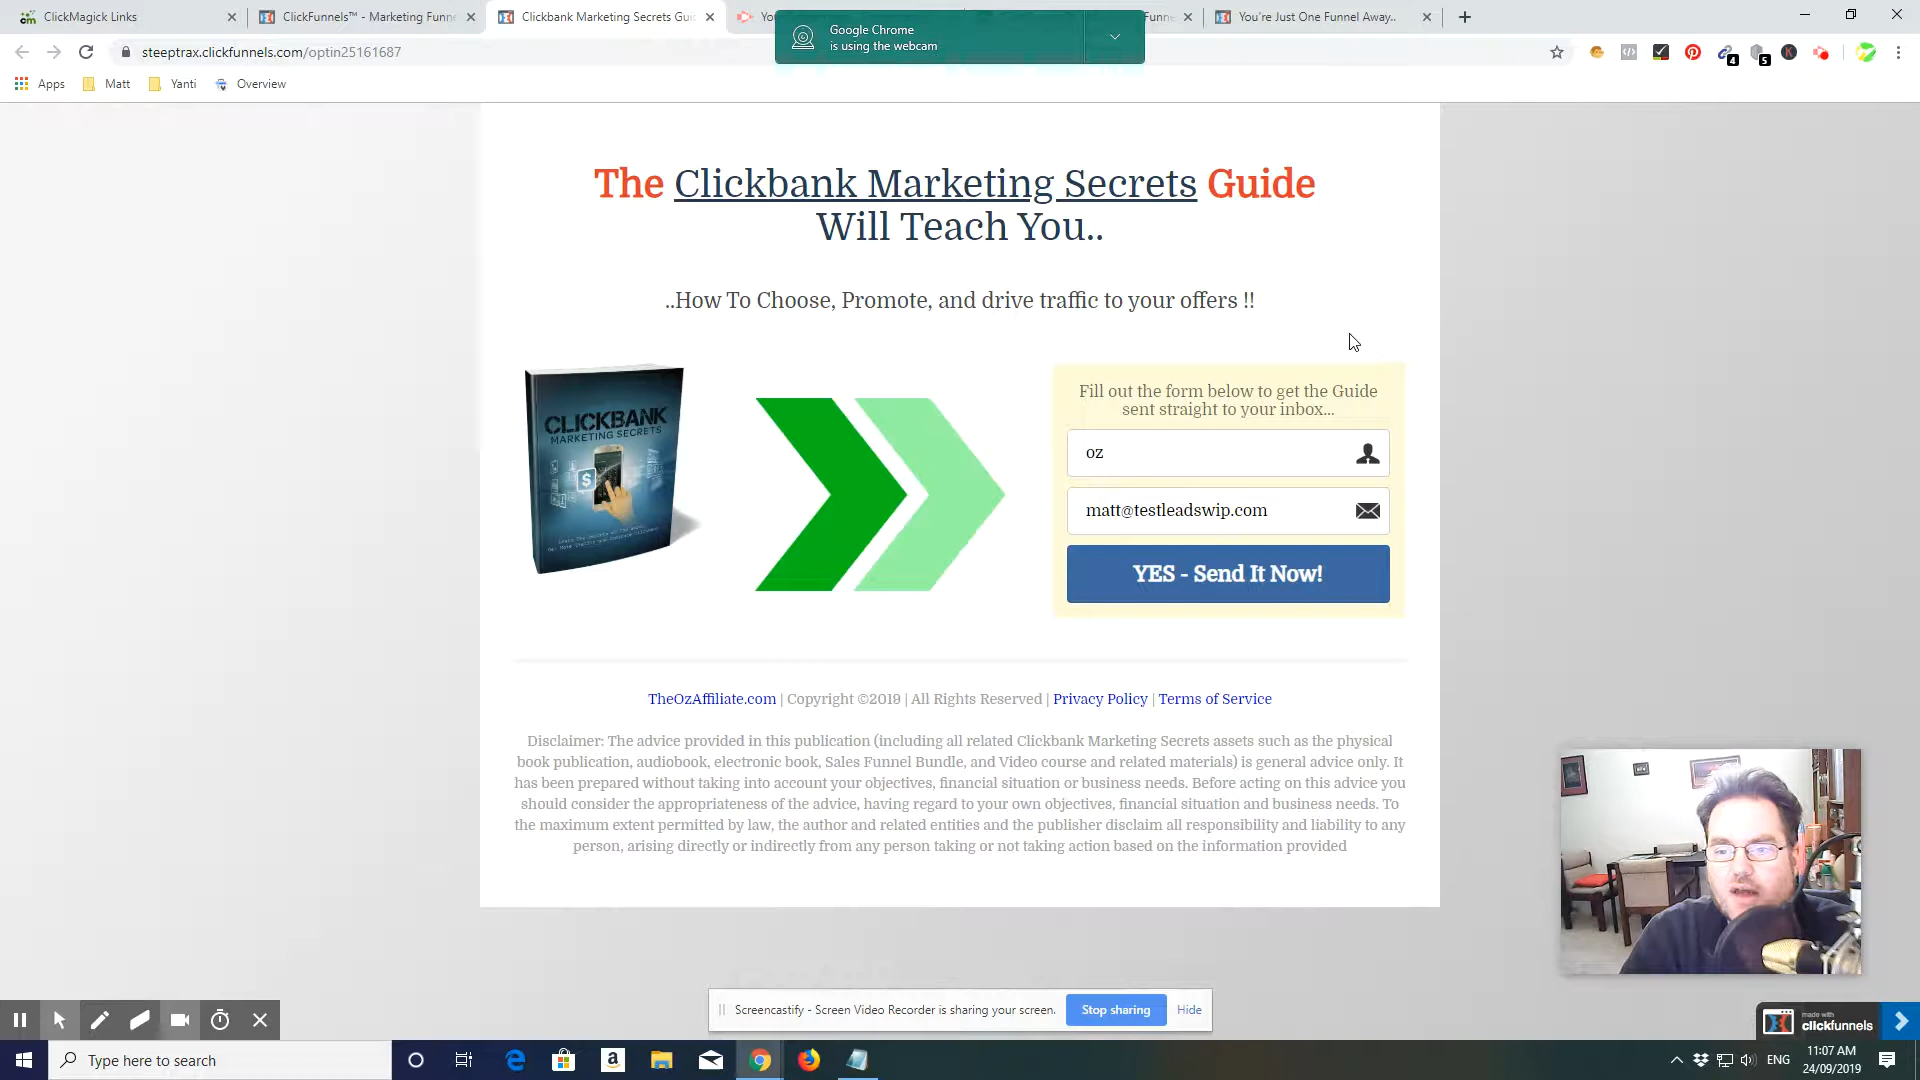 ClickMagick Links
ClickFunnels™ - Marketing Funne
Clickbank Marketing Secrets Gui
You're Just One Funnel Away..
Google Chrome
is using the webcam
steeptrax.clickfunnels.com/optin25161687
4
5
K
Apps
Matt
Yanti
Overview
The Clickbank Marketing Secrets Guide
Will Teach You..
..How To Choose, Promote, and drive traffic to your offers !!
CLICKBANK
MARKETING SECRETS
Fill out the form below to get the Guide
sent straight to your inbox...
oz
matt@testleadswip.com
YES - Send It Now!
TheOzAffiliate.com | Copyright ©2019 | All Rights Reserved | Privacy Policy | Terms of Service
Disclaimer: The advice provided in this publication (including all related Clickbank Marketing Secrets assets such as the physical
book publication, audiobook, electronic book, Sales Funnel Bundle, and Video course and related materials) is general advice only. It
has been prepared without taking into account your objectives, financial situation or business needs. Before acting on this advice you
should consider the appropriateness of the advice, having regard to your own objectives, financial situation and business needs. To
the maximum extent permitted by law, the author and related entities and the publisher disclaim all responsibility and liability to any
person, arising directly or indirectly from any person taking or not taking action based on the information provided
Screencastify - Screen Video Recorder is sharing your screen.
Stop sharing
Hide
made with
clickfunnels
Type here to search
ENG
11:07 AM
24/09/2019